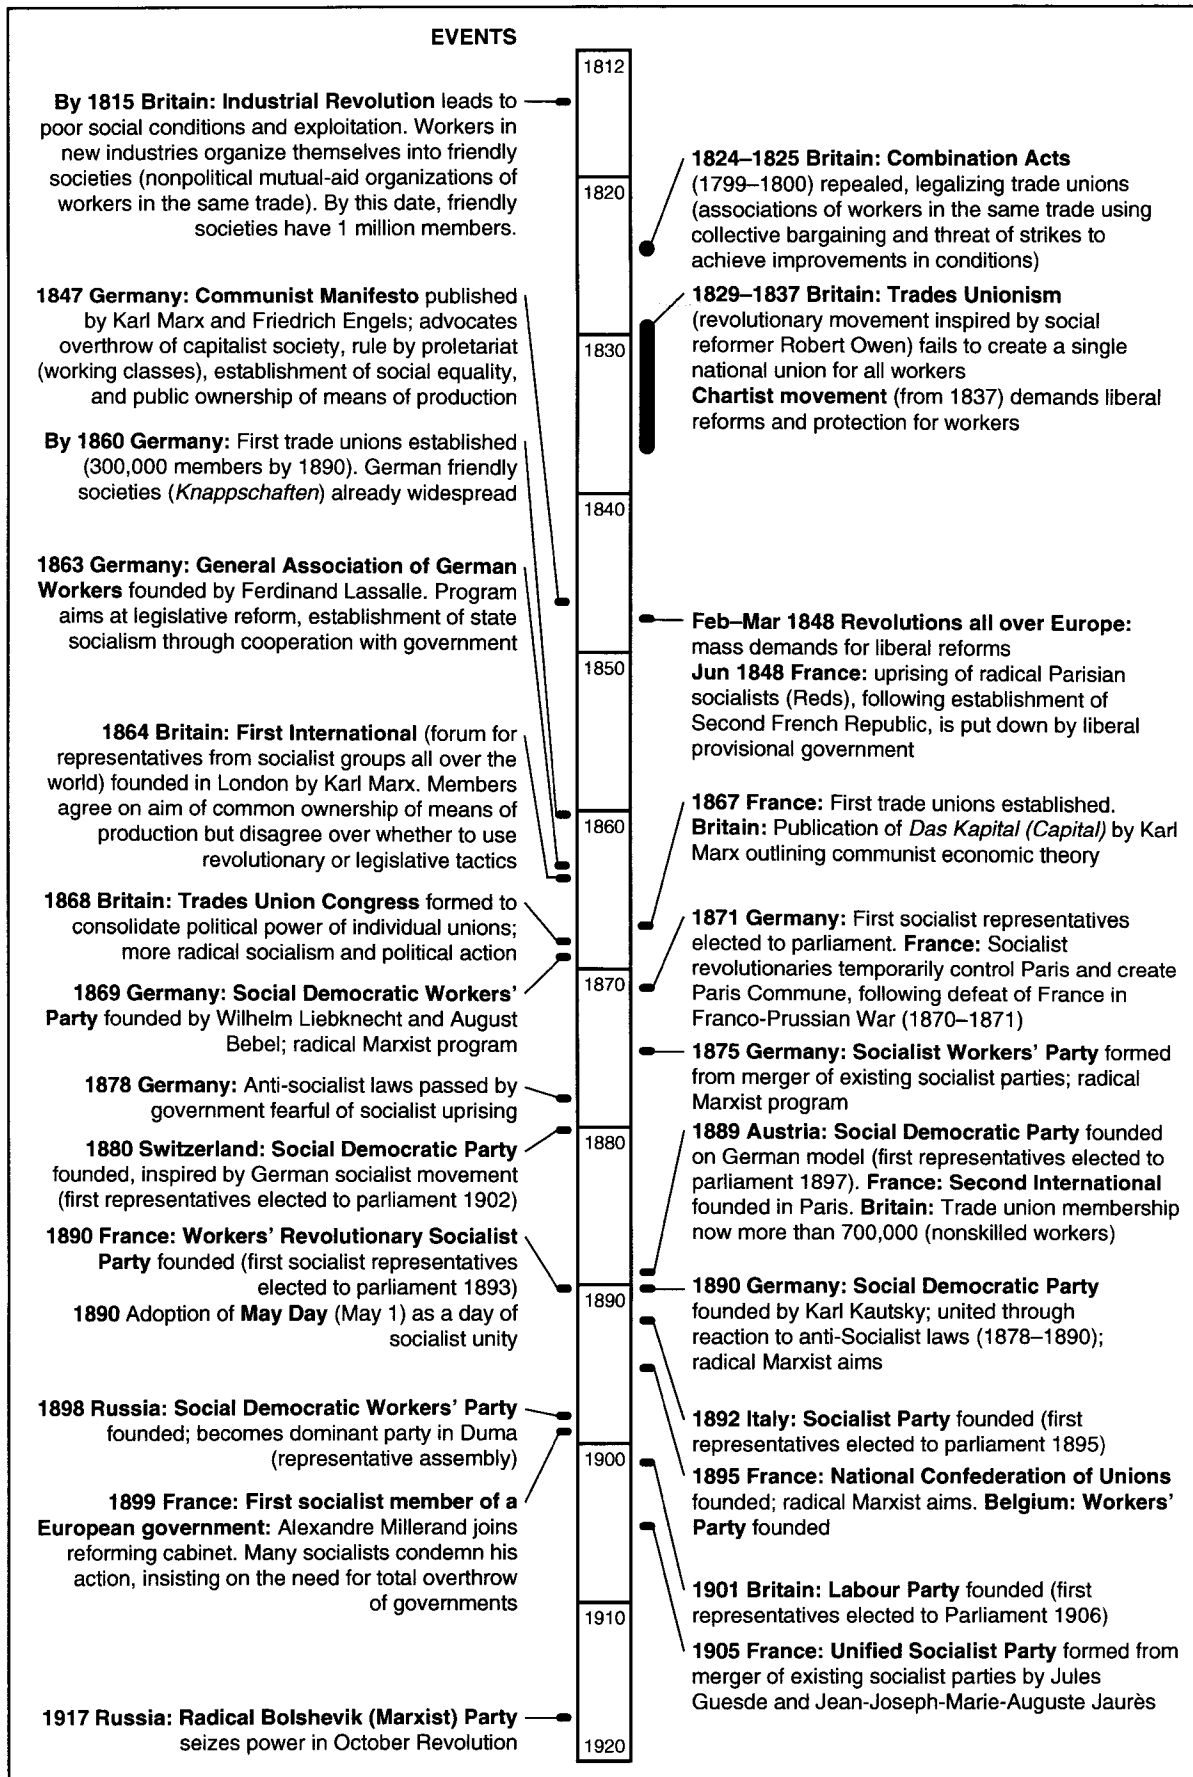 EVENTS
1812
By 1815 Britain: Industrial Revolution leads to
poor social conditions and exploitation. Workers in
new industries organize themselves into friendly
societies (nonpolitical mutual-aid organizations of
workers in the same trade). By this date, friendly
societies have 1 million members.
1820
1824–1825 Britain: Combination Acts
(1799–1800) repealed, legalizing trade unions
(associations of workers in the same trade using
collective bargaining and threat of strikes to
achieve improvements in conditions)
1829–1837 Britain: Trades Unionism
(revolutionary movement inspired by social
reformer Robert Owen) fails to create a single
national union for all workers
Chartist movement (from 1837) demands liberal
reforms and protection for workers
1830
1847 Germany: Communist Manifesto published
by Karl Marx and Friedrich Engels; advocates
overthrow of capitalist society, rule by proletariat
(working classes), establishment of social equality,
and public ownership of means of production
By 1860 Germany: First trade unions established
(300,000 members by 1890). German friendly
societies (Knappschaften) already widespread
1840
1863 Germany: General Association of German
Workers founded by Ferdinand Lassalle. Program
aims at legislative reform, establishment of state
socialism through cooperation with government
Feb–Mar 1848 Revolutions all over Europe:
mass demands for liberal reforms
Jun 1848 France: uprising of radical Parisian
socialists (Reds), following establishment of
Second French Republic, is put down by liberal
provisional government
1850
1864 Britain: First International (forum for
representatives from socialist groups all over the
world) founded in London by Karl Marx. Members
agree on aim of common ownership of means of
production but disagree over whether to use
revolutionary or legislative tactics
1860
1867 France: First trade unions established.
Britain: Publication of Das Kapital (Capital) by Karl
Marx outlining communist economic theory
1868 Britain: Trades Union Congress formed to
consolidate political power of individual unions;
more radical socialism and political action
1871 Germany: First socialist representatives
elected to parliament. France: Socialist
revolutionaries temporarily control Paris and create
Paris Commune, following defeat of France in
Franco-Prussian War (1870–1871)
1870
1869 Germany: Social Democratic Workers'
Party founded by Wilhelm Liebknecht and August
Bebel; radical Marxist program
1875 Germany: Socialist Workers' Party formed
from merger of existing socialist parties; radical
Marxist program
1878 Germany: Anti-socialist laws passed by
government fearful of socialist uprising
1880
1880 Switzerland: Social Democratic Party
founded, inspired by German socialist movement
(first representatives elected to parliament 1902)
1889 Austria: Social Democratic Party founded
on German model (first representatives elected to
parliament 1897). France: Second International
founded in Paris. Britain: Trade union membership
now more than 700,000 (nonskilled workers)
1890 France: Workers' Revolutionary Socialist
Party founded (first socialist representatives
elected to parliament 1893)
1890 Adoption of May Day (May 1) as a day of
socialist unity
1890
1890 Germany: Social Democratic Party
founded by Karl Kautsky; united through
reaction to anti-Socialist laws (1878–1890);
radical Marxist aims
1898 Russia: Social Democratic Workers' Party
founded; becomes dominant party in Duma
(representative assembly)
1892 Italy: Socialist Party founded (first
representatives elected to parliament 1895)
1900
1895 France: National Confederation of Unions
founded; radical Marxist aims. Belgium: Workers'
Party founded
1899 France: First socialist member of a
European government: Alexandre Millerand joins
reforming cabinet. Many socialists condemn his
action, insisting on the need for total overthrow
of governments
1901 Britain: Labour Party founded (first
representatives elected to Parliament 1906)
1910
1905 France: Unified Socialist Party formed from
merger of existing socialist parties by Jules
Guesde and Jean-Joseph-Marie-Auguste Jaurès
1917 Russia: Radical Bolshevik (Marxist) Party
seizes power in October Revolution
1920